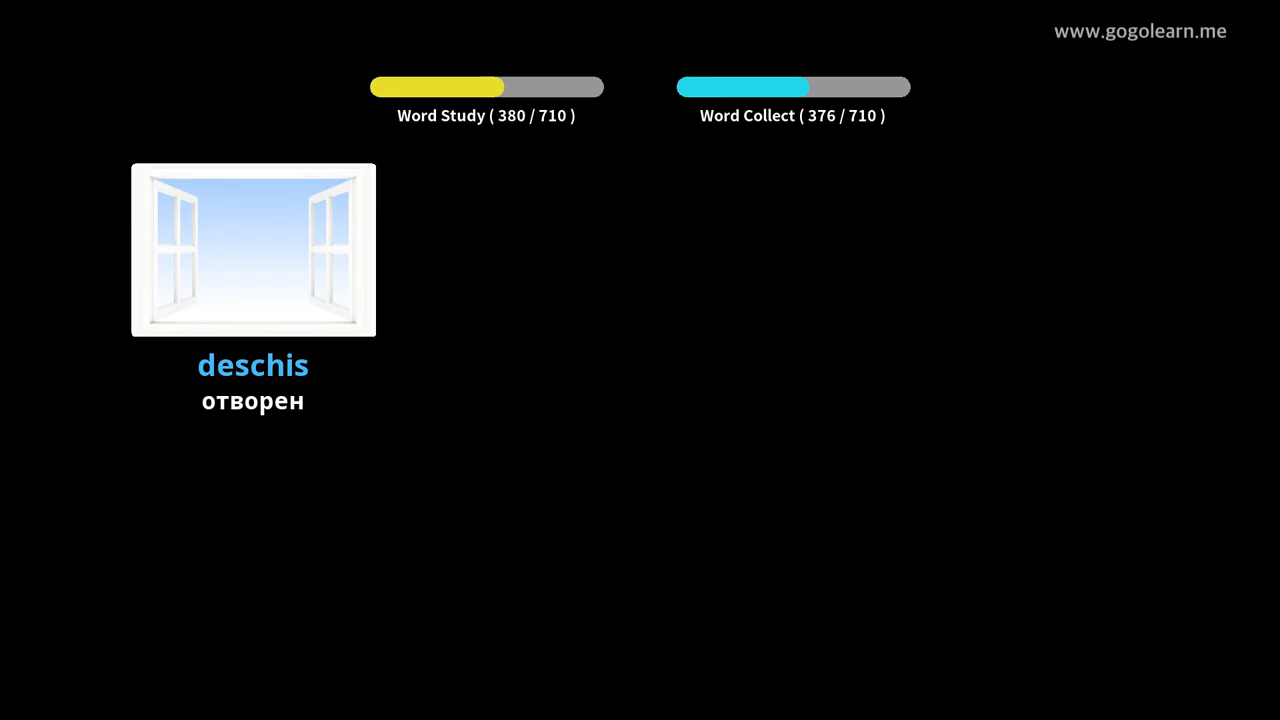 www.gogolearn.me
Word Study ( 380 / 710 )
Word Collect ( 376 / 710 )
deschis
отворен